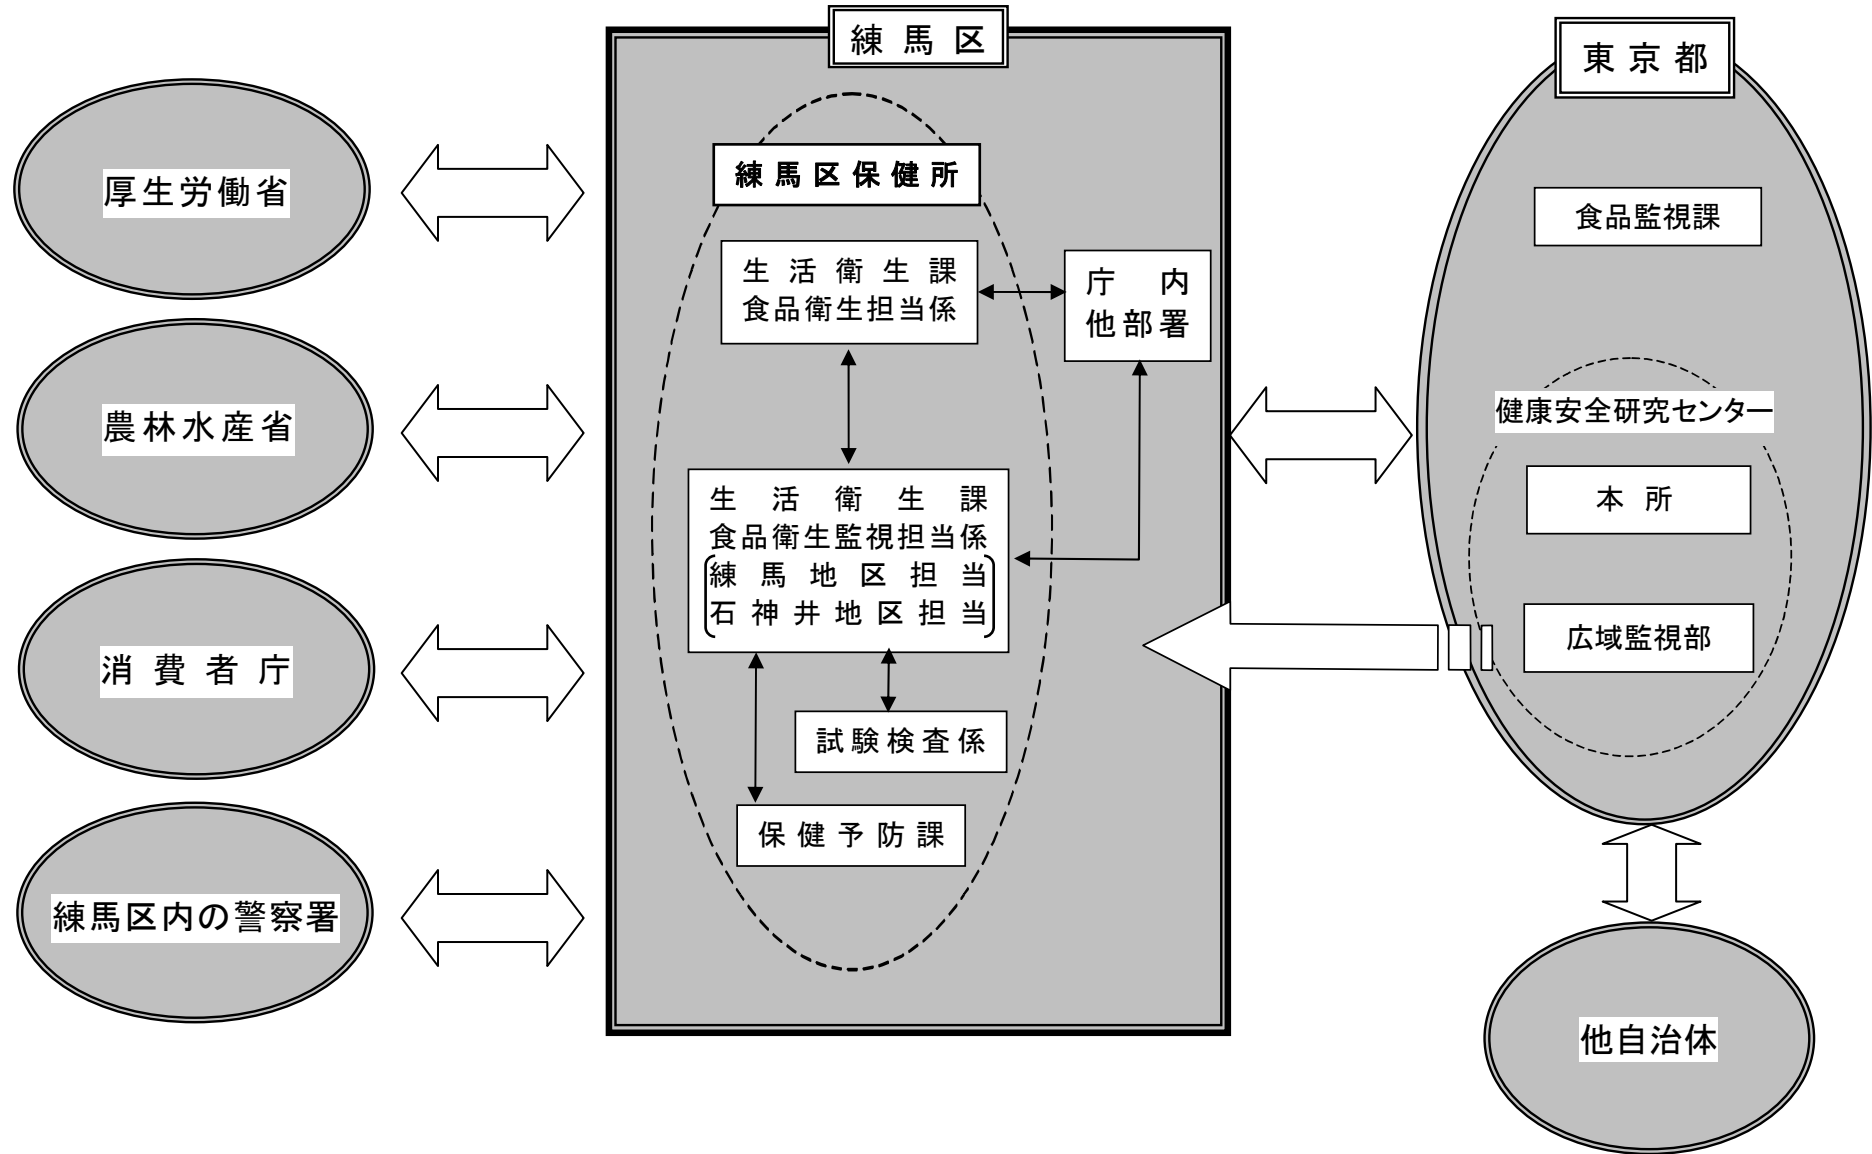 練馬区
東京都
厚生労働省
農林水産省
消費者庁
練馬区内の警察署
練馬区保健所
生活衛生課
食品衛生担当係
庁内
他部署
生活衛生課
食品衛生監視担当係
練馬地区担当
石神井地区担当
試験検査係
保健予防課
食品監視課
健康安全研究センター
本所
広域監視部
他自治体